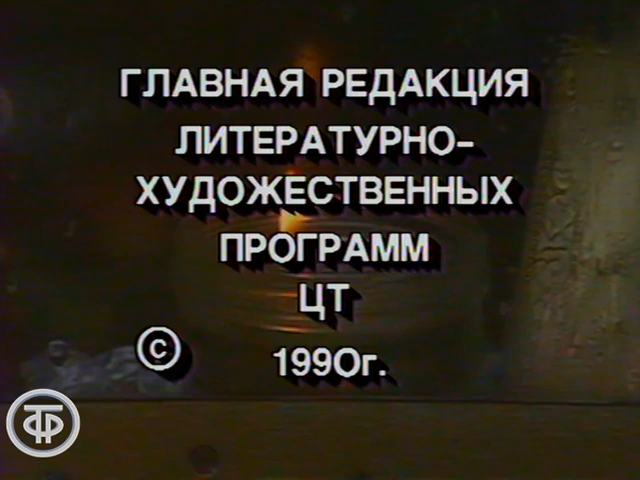 ГЛАВНАЯ РЕДАКЦИЯ
ЛИТЕРАТУРНО-
ХУДОЖЕСТВЕННЫХ
ПРОГРАММ
ЦТ
© 1990г.